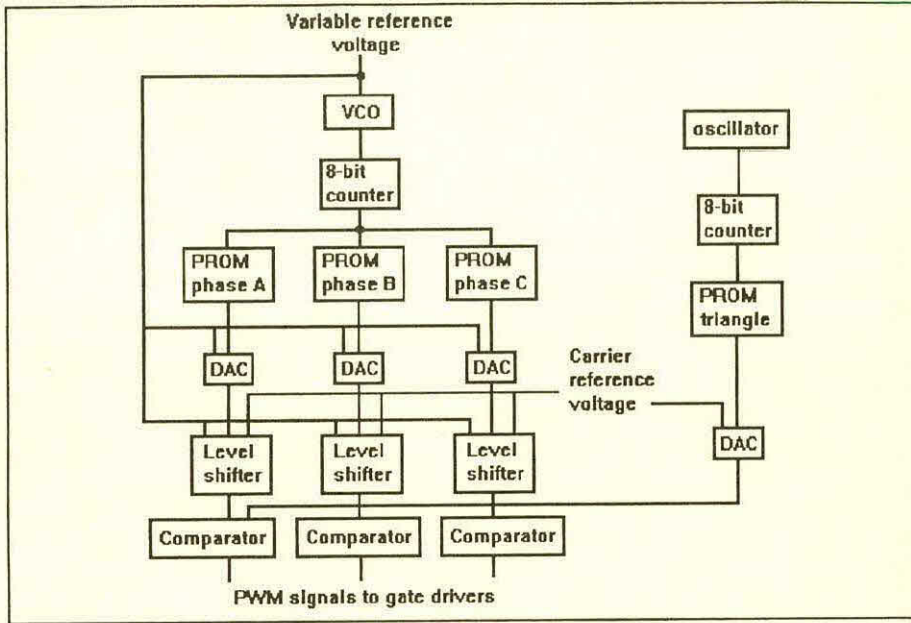 Variable reference
voltage
VCO
oscillator
8-bit
counter
8-bit
counter
PROM
phase A
PROM
phase B
PROM
phase C
PROM
triangle
DAC
DAC
DAC
Carrier
reference
voltage
DAC
Level
shifter
Level
shifter
Level
shifter
Comparator
Comparator
Comparator
PWM signals to gate drivers